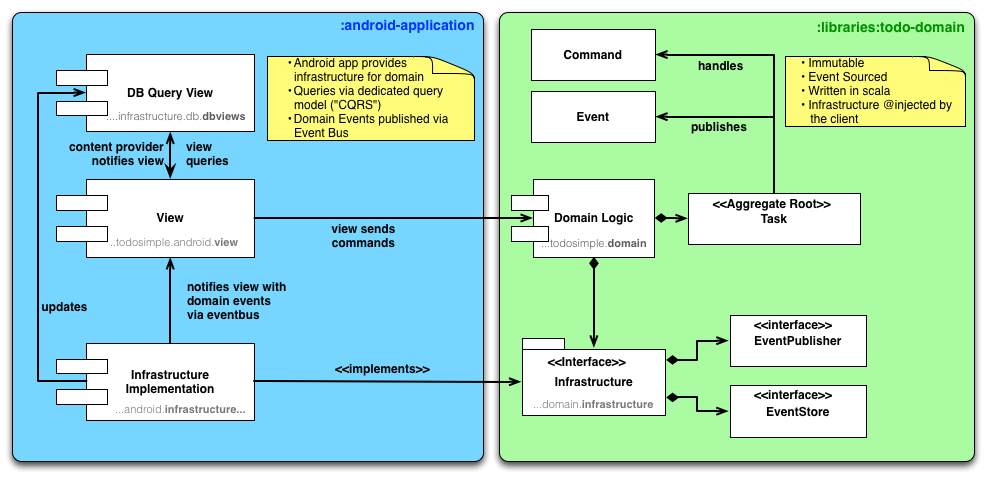 :android-application
• Android app provides
infrastructure for domain
• Queries via dedicated query
model ("CQRS")
• Domain Events published via
Event Bus
DB Query View
...infrastructure.db.dbviews
content provider
notifies view
view
queries
View
...todosimple.android.view
view sends
commands
notifies view with
domain events
via eventbus
updates
Infrastructure
Implementation
...android.infrastructure...
<<implements>>
:libraries:todo-domain
Command
handles
• Immutable
• Event Sourced
• Written in scala
• Infrastructure @injected by
the client
Event
publishes
Domain Logic
...todosimple.domain
<<Aggregate Root>>
Task
<<Interface>>
Infrastructure
...domain.infrastructure
<<interface>>
EventPublisher
<<interface>>
EventStore